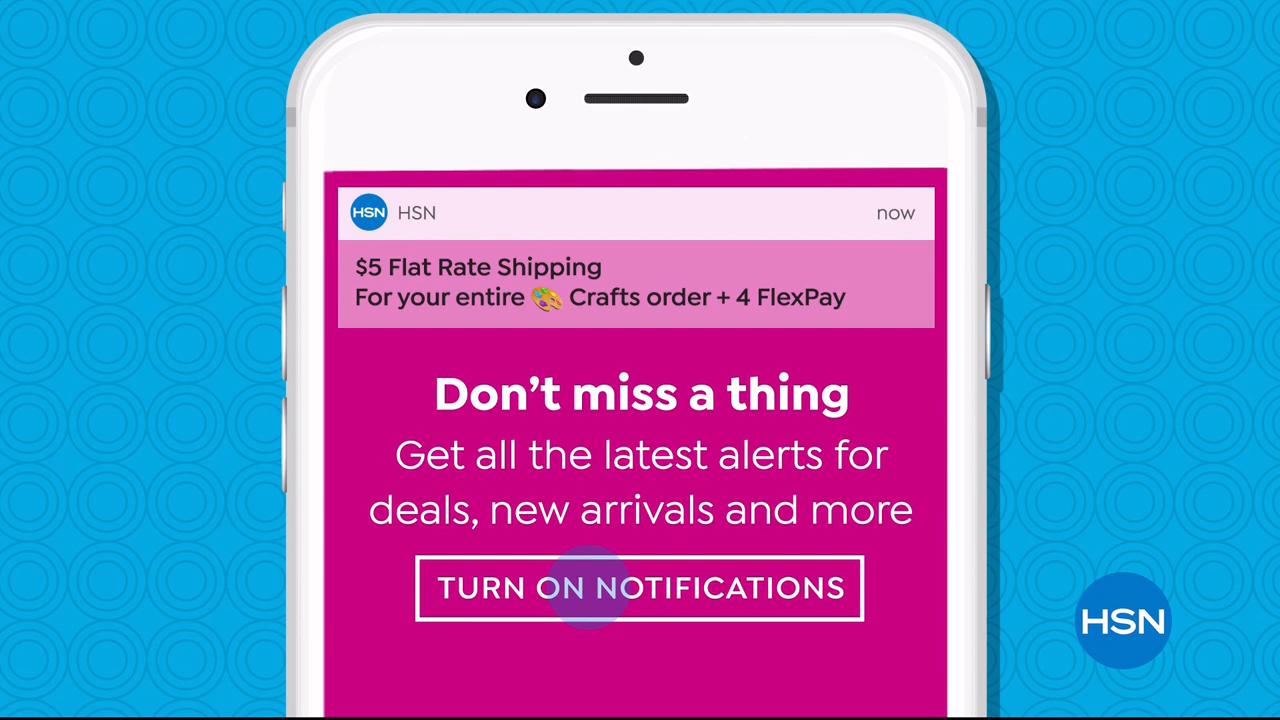 HSN HSN now
$5 Flat Rate Shipping
For your entire 🎨 Crafts order + 4 FlexPay
Don't miss a thing
Get all the latest alerts for
deals, new arrivals and more
TURN ON NOTIFICATIONS
HSN